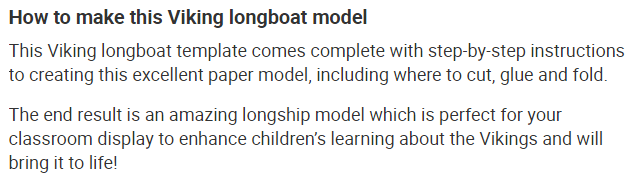 How to make this Viking longboat model
This Viking longboat template comes complete with step-by-step instructions
to creating this excellent paper model, including where to cut, glue and fold.
The end result is an amazing longship model which is perfect for your
classroom display to enhance children’s learning about the Vikings and will
bring it to life!